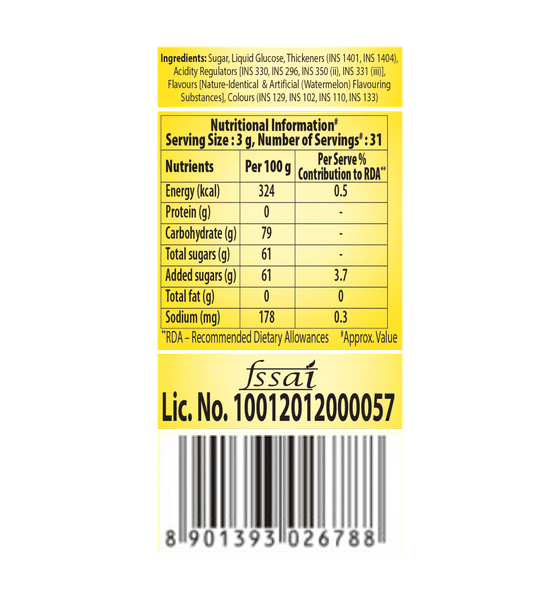 Ingredients: Sugar, Liquid Glucose, Thickeners (INS 1401, INS 1404),
Acidity Regulators [INS 330, INS 296, INS 350 (ii), INS 331 (iii)],
Flavours [Nature-Identical & Artificial (Watermelon) Flavouring
Substances], Colours (INS 129, INS 102, INS 110, INS 133)
Nutritional Information#
Serving Size : 3 g, Number of Servings# : 31
Nutrients Per 100 g Per Serve % Contribution to RDA**
Energy (kcal) 324 0.5
Protein (g) 0 -
Carbohydrate (g) 79 -
Total sugars (g) 61 -
Added sugars (g) 61 3.7
Total fat (g) 0 0
Sodium (mg) 178 0.3
**RDA – Recommended Dietary Allowances #Approx. Value
fssai
Lic. No. 10012012000057
8 901393 026788